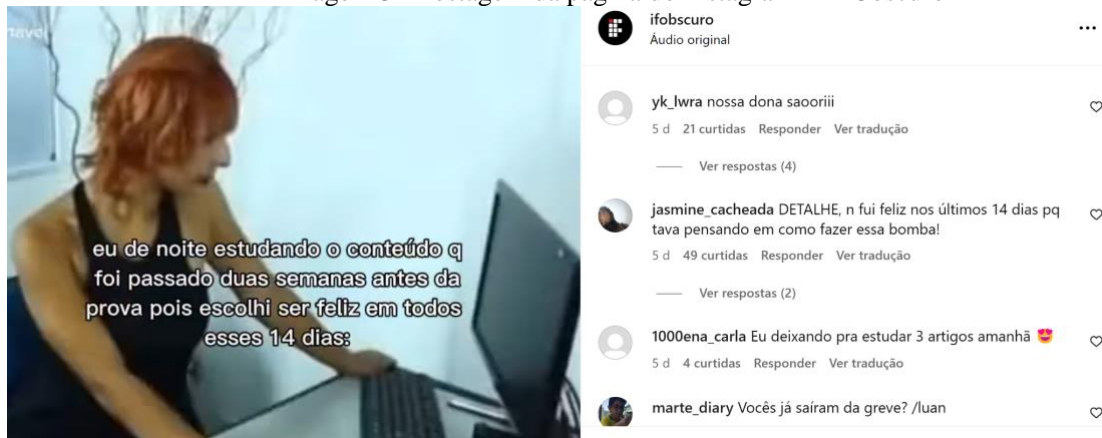 eu de noite estudando o conteúdo q
foi passado duas semanas antes da
prova pois escolhi ser feliz em todos
esses 14 dias:
ifobscuro
Áudio original
yk_lwra nossa dona saooriii
5 d 21 curtidas Responder Ver tradução
Ver respostas (4)
jasmine_cacheada DETALHE, n fui feliz nos últimos 14 dias pq
tava pensando em como fazer essa bomba!
5 d 49 curtidas Responder Ver tradução
Ver respostas (2)
1000ena_carla Eu deixando pra estudar 3 artigos amanhã 🤩
5 d 4 curtidas Responder Ver tradução
marte_diary Vocês já saíram da greve? /luan